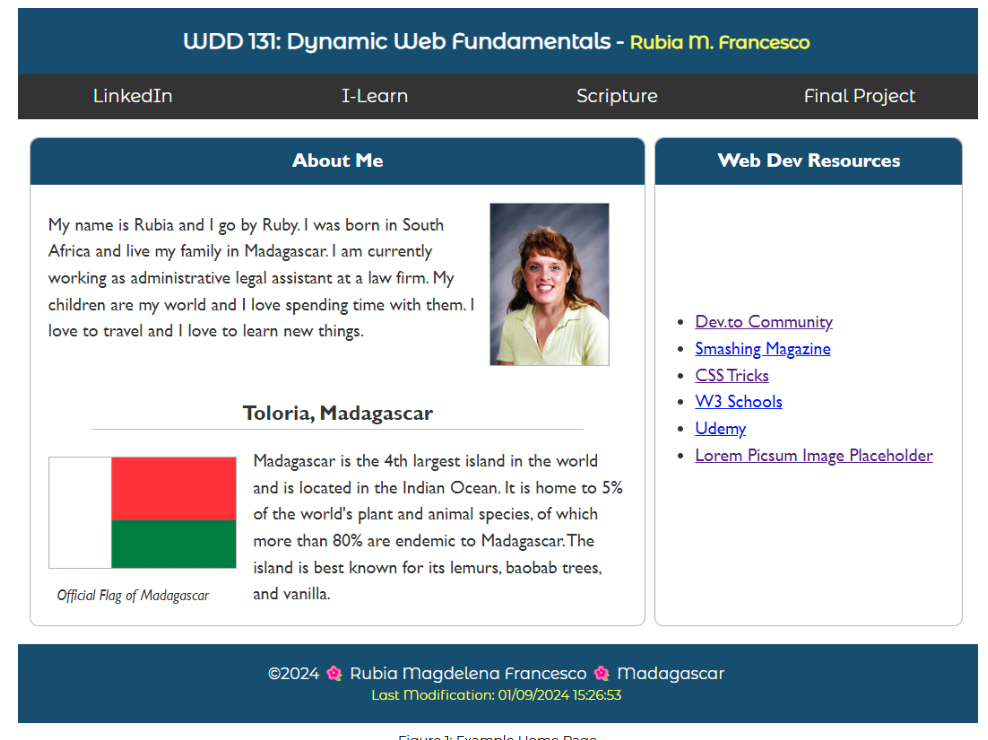 WDD 131: Dynamic Web Fundamentals - Rubia M. Francesco
LinkedIn
I-Learn
Scripture
Final Project
About Me
My name is Rubia and I go by Ruby. I was born in South
Africa and live my family in Madagascar. I am currently
working as administrative legal assistant at a law firm. My
children are my world and I love spending time with them. I
love to travel and I love to learn new things.
Toloria, Madagascar
Madagascar is the 4th largest island in the world
and is located in the Indian Ocean. It is home to 5%
of the world's plant and animal species, of which
more than 80% are endemic to Madagascar. The
island is best known for its lemurs, baobab trees,
and vanilla.
Official Flag of Madagascar
Web Dev Resources
Dev.to Community
Smashing Magazine
CSS Tricks
W3 Schools
Udemy
Lorem Picsum Image Placeholder
©2024 🌺 Rubia Magdelena Francesco 🌺 Madagascar
Last Modification: 01/09/2024 15:26:53
Figure 1: Example Home Page